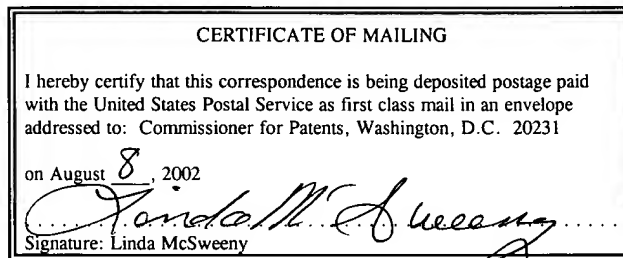 CERTIFICATE OF MAILING
I hereby certify that this correspondence is being deposited postage paid
with the United States Postal Service as first class mail in an envelope
addressed to: Commissioner for Patents, Washington, D.C. 20231
on August 8, 2002
Linda McSweeny
Signature: Linda McSweeny